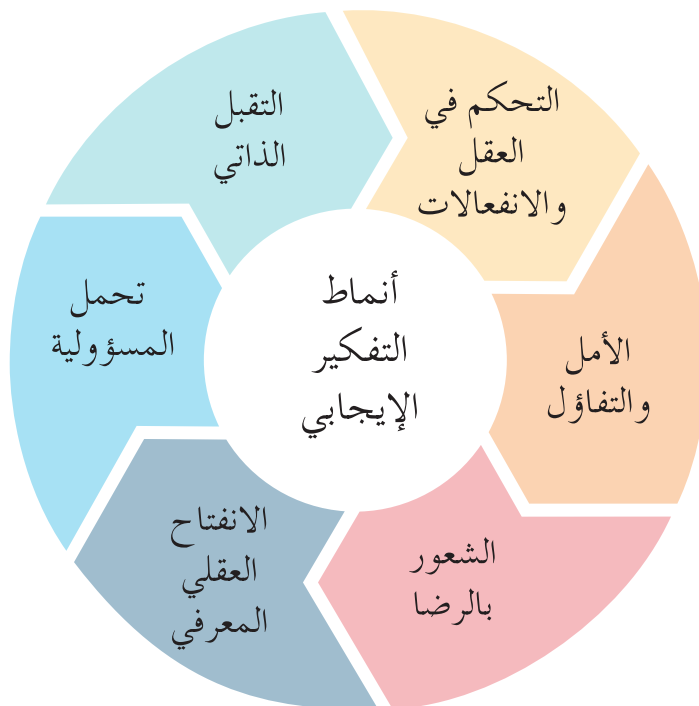 أنماط
التفكير
الإيجابي
التحكم في
العقل
والانفعالات
الأمل
والتفاؤل
الشعور
بالرضا
الانفتاح
العقلي
المعرفي
تحمل
المسؤولية
التقبل
الذاتي